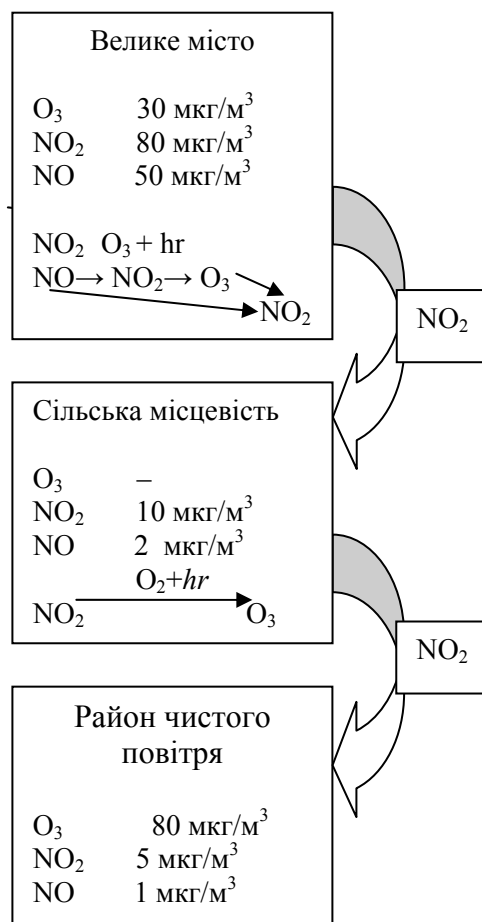 Велике місто
O₃ 30 мкг/м³
NO₂ 80 мкг/м³
NO 50 мкг/м³
NO₂ O₃ + hr
NO→ NO₂→ O₃
NO₂
NO₂
Сільська місцевість
O₃ –
NO₂ 10 мкг/м³
NO 2 мкг/м³
O₂+hr
NO₂ O₃
NO₂
Район чистого
повітря
O₃ 80 мкг/м³
NO₂ 5 мкг/м³
NO 1 мкг/м³